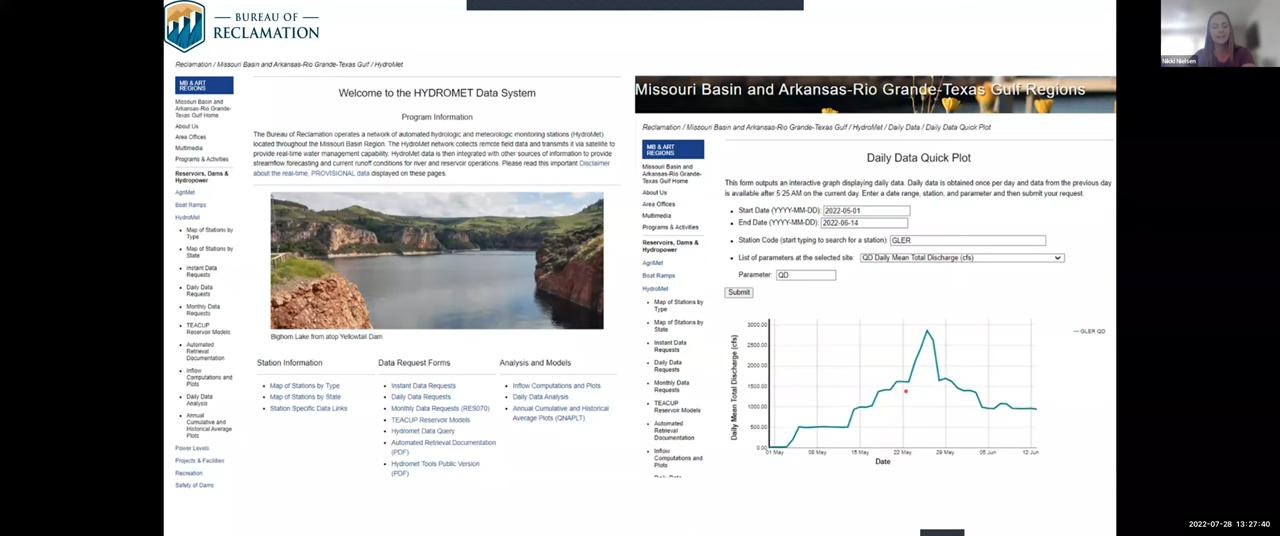 BUREAU OF
RECLAMATION
Nikki Nielsen
Reclamation / Missouri Basin and Arkansas-Rio Grande-Texas Gulf / HydroMet
MB & ART
REGIONS
Missouri Basin and
Arkansas-Rio Grande-
Texas Gulf Home
About Us
Area Offices
Multimedia
Programs & Activities
Reservoirs, Dams &
Hydropower
AgriMet
Boat Ramps
HydroMet
Map of Stations by
Type
Map of Stations by
State
Instant Data
Requests
Daily Data
Requests
Monthly Data
Requests
TEACUP
Reservoir Models
Automated
Retrieval
Documentation
Inflow
Computations and
Plots
Daily Data
Analysis
Annual
Cumulative and
Historical Average
Plots
Power Levels
Projects & Facilities
Recreation
Safety of Dams
Welcome to the HYDROMET Data System
Program Information
The Bureau of Reclamation operates a network of automated hydrologic and meteorologic monitoring stations (HydroMet)
located throughout the Missouri Basin Region. The HydroMet network collects remote field data and transmits it via satellite to
provide real-time water management capability. HydroMet data is then integrated with other sources of information to provide
streamflow forecasting and current runoff conditions for river and reservoir operations. Please read this important Disclaimer
about the real-time, PROVISIONAL data displayed on these pages.
Bighorn Lake from atop Yellowtail Dam
Station Information
Map of Stations by Type
Map of Stations by State
Station Specific Data Links
Data Request Forms
Instant Data Requests
Daily Data Requests
Monthly Data Requests (RES070)
TEACUP Reservoir Models
Hydromet Data Query
Automated Retrieval Documentation
(PDF)
Hydromet Tools Public Version
(PDF)
Analysis and Models
Inflow Computations and Plots
Daily Data Analysis
Annual Cumulative and Historical
Average Plots (QNAPLT)
Missouri Basin and Arkansas-Rio Grande-Texas Gulf Regions
Reclamation / Missouri Basin and Arkansas-Rio Grande-Texas Gulf / HydroMet / Daily Data / Daily Data Quick Plot
MB & ART
REGIONS
Missouri Basin and
Arkansas-Rio Grande-
Texas Gulf Home
About Us
Area Offices
Multimedia
Programs & Activities
Reservoirs, Dams &
Hydropower
AgriMet
Boat Ramps
HydroMet
Map of Stations by
Type
Map of Stations by
State
Instant Data
Requests
Daily Data
Requests
Monthly Data
Requests
TEACUP
Reservoir Models
Automated
Retrieval
Documentation
Inflow
Computations and
Plots
Daily Data Quick Plot
This form outputs an interactive graph displaying daily data. Daily data is obtained once per day and data from the previous day
is available after 5:25 AM on the current day. Enter a date range, station, and parameter and then submit your request.
Start Date (YYYY-MM-DD): 2022-05-01
End Date (YYYY-MM-DD): 2022-06-14
Station Code (start typing to search for a station): GLER
List of parameters at the selected site: QD Daily Mean Total Discharge (cfs)
Parameter: QD
Submit
Daily Mean Total Discharge (cfs)
3000.00
2500.00
2000.00
1500.00
1000.00
500.00
0.00
GLER QD
01 May 08 May 15 May 22 May 29 May 05 Jun 12 Jun
Date
2022-07-28 13:27:40